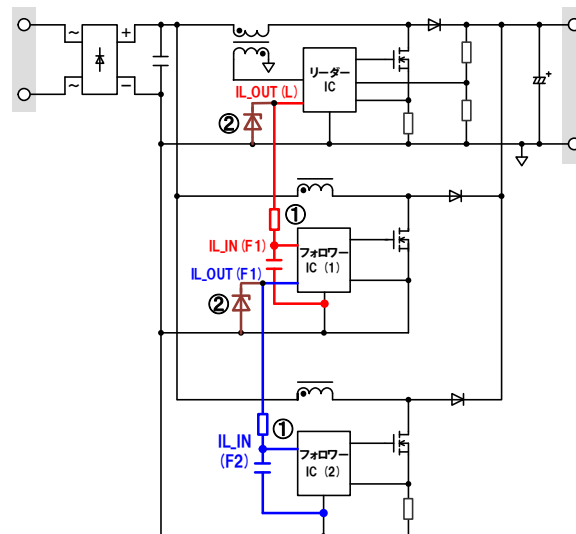 ~ +
~ −
+
リーダー
IC
IL_OUT (L)
②
①
IL_IN (F1)
フォロワー
IC (1)
IL_OUT (F1)
②
①
IL_IN
(F2)
フォロワー
IC (2)